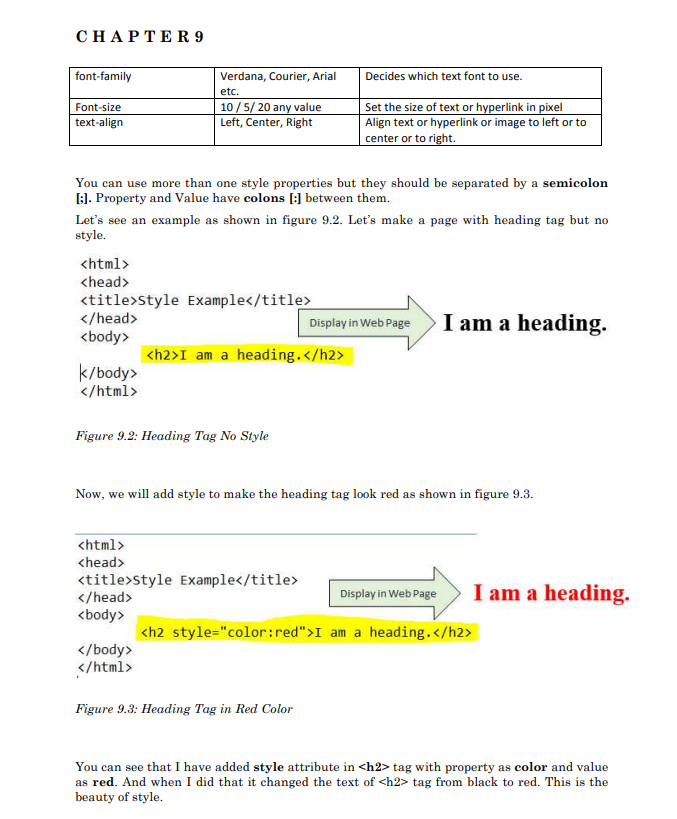 CHAPTER9
font-family Verdana, Courier, Arial Decides which text font to use.
etc.
Font-size 10 / 5/ 20 any value Set the size of text or hyperlink in pixel
text-align Left, Center, Right Align text or hyperlink or image to left or to
center or to right.
You can use more than one style properties but they should be separated by a semicolon
[;]. Property and Value have colons [:] between them.
Let's see an example as shown in figure 9.2. Let's make a page with heading tag but no
style.
<html>
<head>
<title>Style Example</title>
</head>
<body>
<h2>I am a heading.</h2>
</body>
</html>
Display in Web Page
I am a heading.
Figure 9.2: Heading Tag No Style
Now, we will add style to make the heading tag look red as shown in figure 9.3.
<html>
<head>
<title>Style Example</title>
</head>
<body>
<h2 style="color:red">I am a heading.</h2>
</body>
</html>
Display in Web Page
I am a heading.
Figure 9.3: Heading Tag in Red Color
You can see that I have added style attribute in <h2> tag with property as color and value
as red. And when I did that it changed the text of <h2> tag from black to red. This is the
beauty of style.